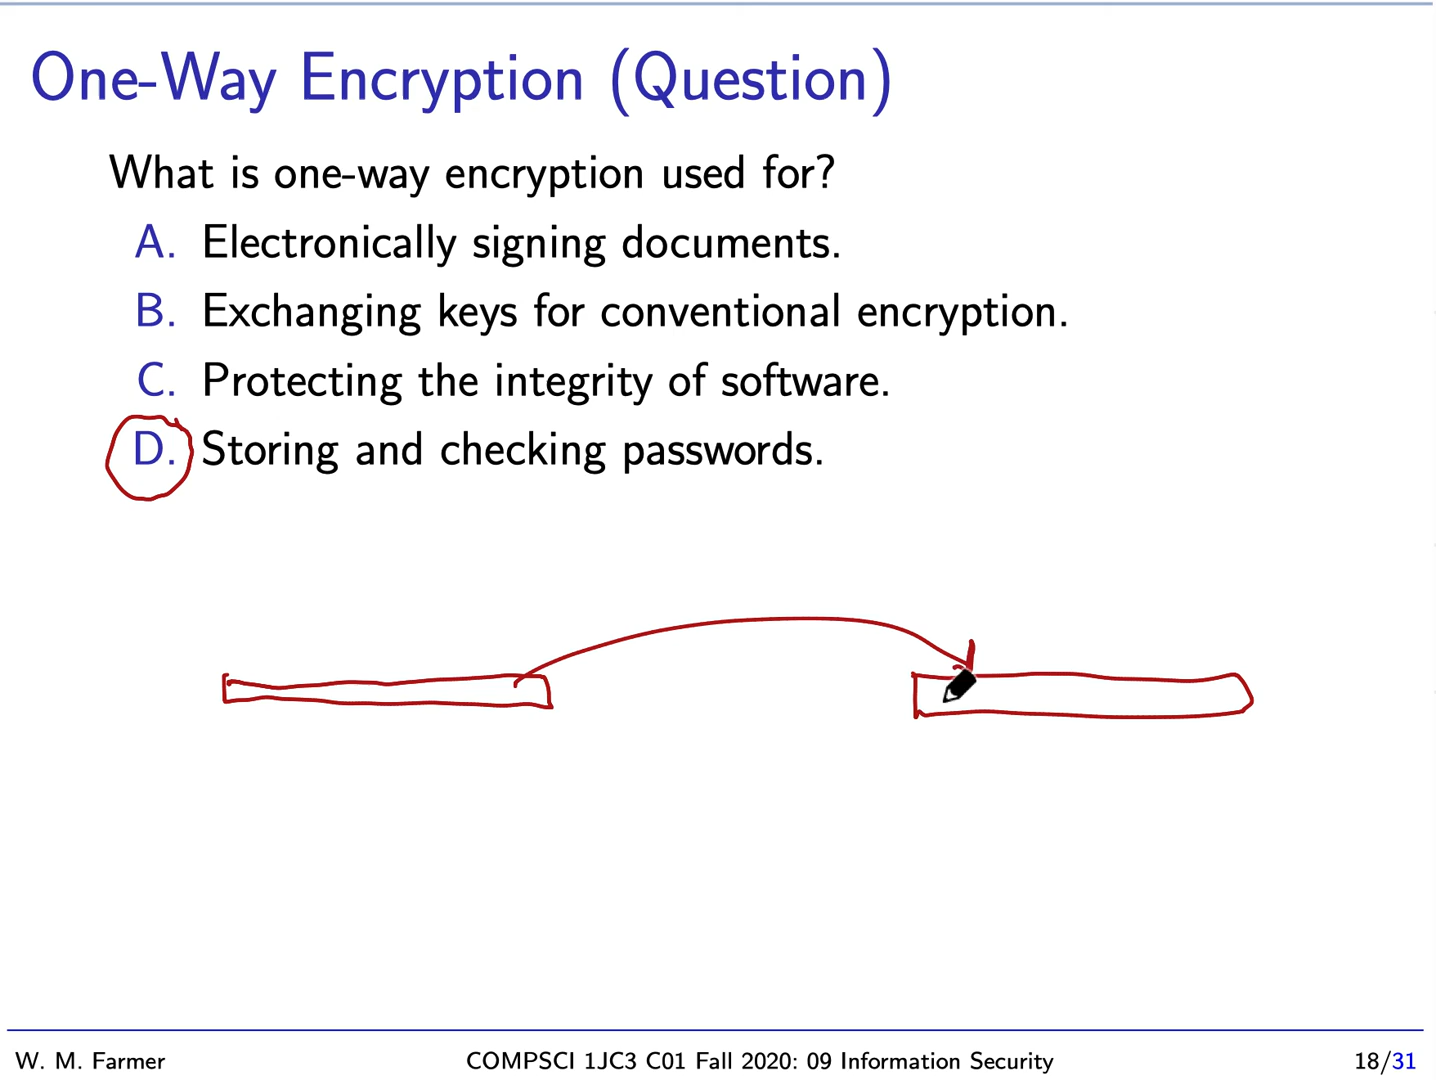 One-Way Encryption (Question)
What is one-way encryption used for?
A. Electronically signing documents.
B. Exchanging keys for conventional encryption.
C. Protecting the integrity of software.
D. Storing and checking passwords.
W. M. Farmer COMPSCI 1JC3 C01 Fall 2020: 09 Information Security 18/31